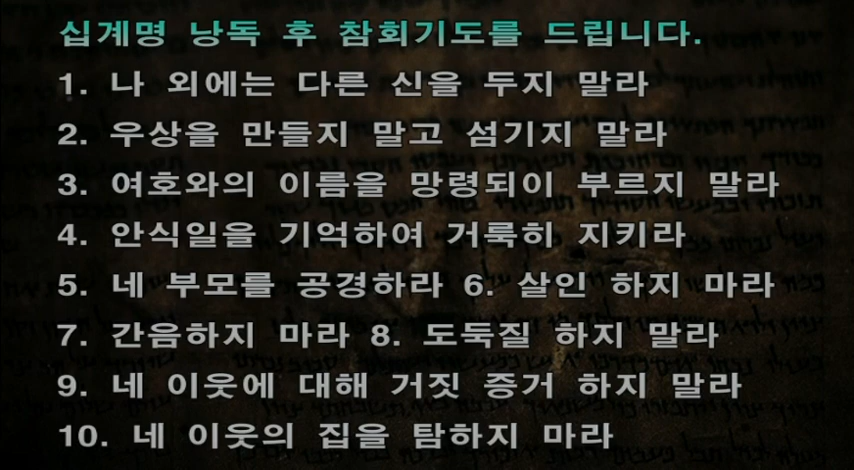 십계명 낭독 후 참회기도를 드립니다.
1. 나 외에는 다른 신을 두지 말라
2. 우상을 만들지 말고 섬기지 말라
3. 여호와의 이름을 망령되이 부르지 말라
4. 안식일을 기억하여 거룩히 지키라
5. 네 부모를 공경하라 6. 살인 하지 마라
7. 간음하지 마라 8. 도둑질 하지 말라
9. 네 이웃에 대해 거짓 증거 하지 말라
10. 네 이웃의 집을 탐하지 마라